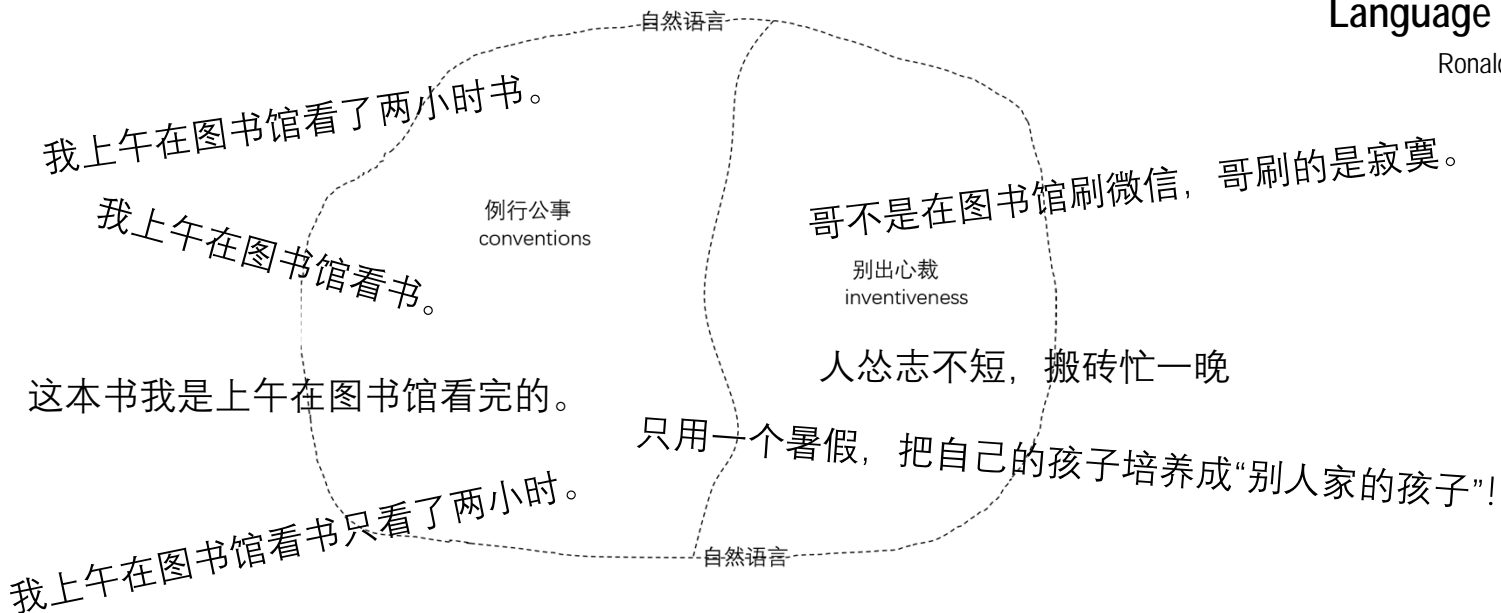 自然语言
Language
Ronald
我上午在图书馆看了两小时书。
我上午在图书馆看书。
例行公事
conventions
哥不是在图书馆刷微信，哥刷的是寂寞。
别出心裁
inventiveness
人怂志不短，搬砖忙一晚
这本书我是上午在图书馆看完的。
只用一个暑假，把自己的孩子培养成“别人家的孩子”！
我上午在图书馆看书只看了两小时。
自然语言